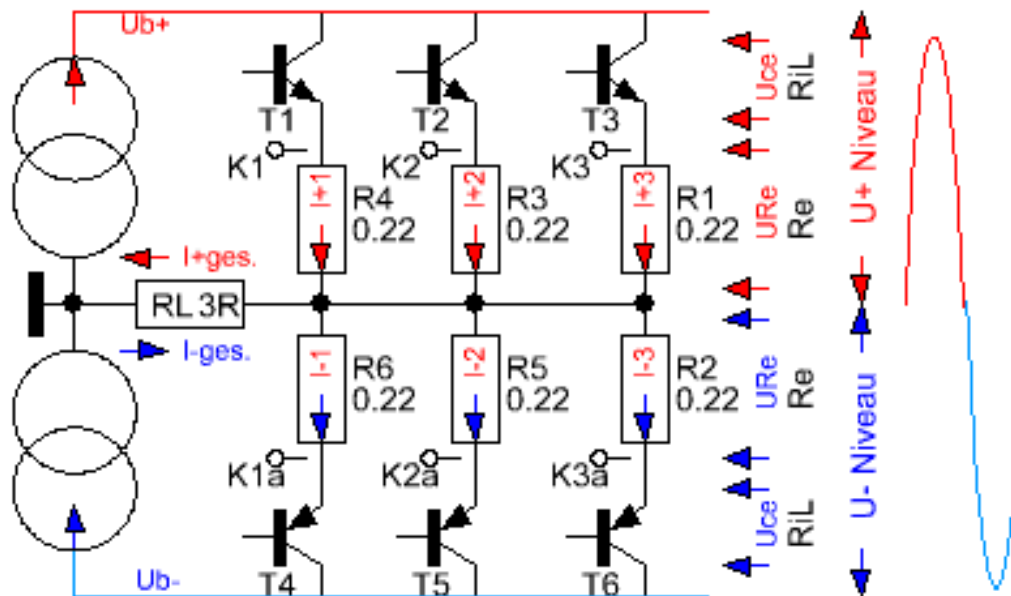 Ub+
T1
T2
T3
K1
K2
K3
I+1
I+2
I+3
R4
0.22
R3
0.22
R1
0.22
Uce
RiL
URe
Re
U+ Niveau
I+ges.
RL 3R
I-ges.
I-1
I-2
I-3
R6
0.22
R5
0.22
R2
0.22
K1a
K2a
K3a
URe
Re
Uce
RiL
U- Niveau
Ub-
T4
T5
T6